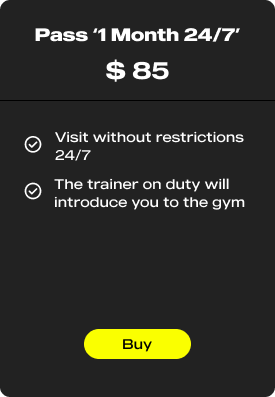 Pass ‘1 Month 24/7’
$ 85
Visit without restrictions
24/7
The trainer on duty will
introduce you to the gym
Buy